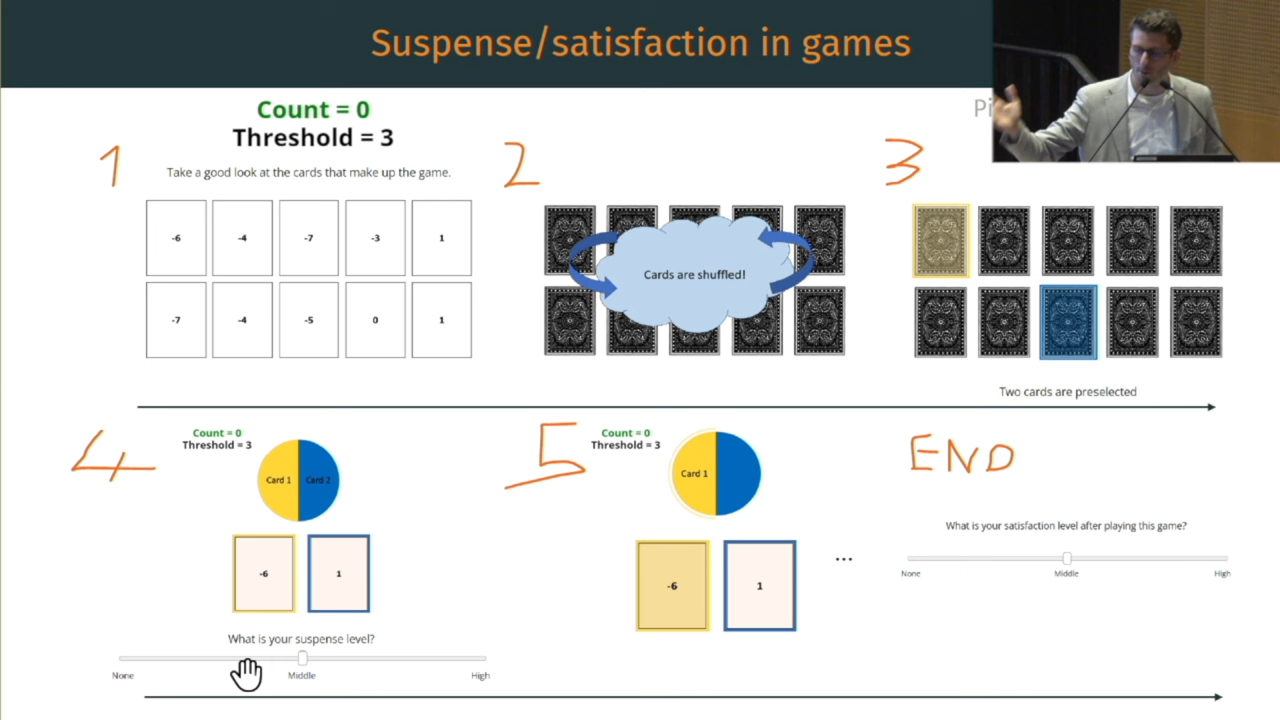 Suspense/satisfaction in games
Count = 0
Threshold = 3
Pi
1
Take a good look at the cards that make up the game.
-6 -4 -7 -3 1
-7 -4 -5 0 1
2
Cards are shuffled!
3
Two cards are preselected
4
Count = 0
Threshold = 3
Card 1 Card 2
-6 1
What is your suspense level?
None Middle High
5
Count = 0
Threshold = 3
Card 1
-6 1
...
END
What is your satisfaction level after playing this game?
None Middle High